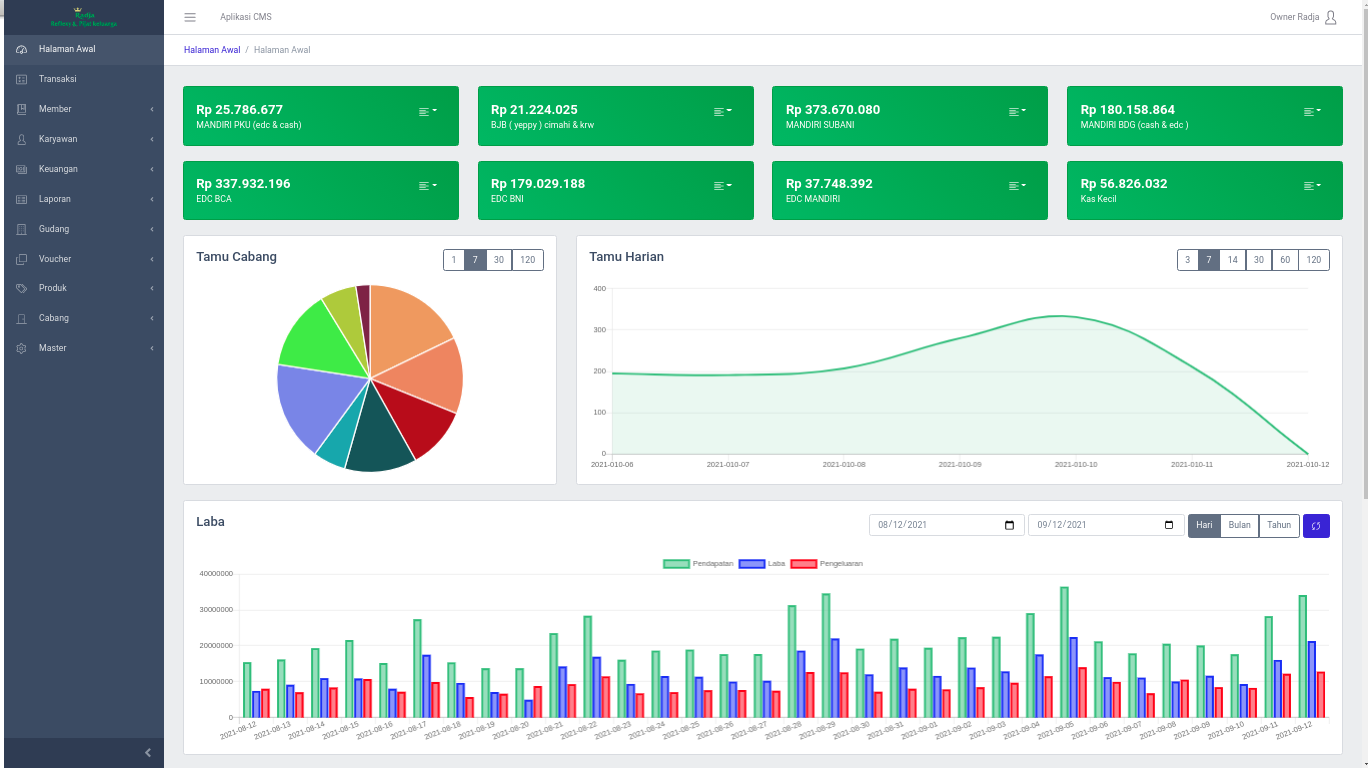 Radja
Refleksi & Pijat keluarga
Aplikasi CMS
Owner Radja
Halaman Awal
Transaksi
Member
Karyawan
Keuangan
Laporan
Gudang
Voucher
Produk
Cabang
Master
Halaman Awal / Halaman Awal
Rp 25.786.677
MANDIRI PKU (edc & cash)
Rp 21.224.025
BJB ( yeppy ) cimahi & krw
Rp 373.670.080
MANDIRI SUBANI
Rp 180.158.864
MANDIRI BDG (cash & edc )
Rp 337.932.196
EDC BCA
Rp 179.029.188
EDC BNI
Rp 37.748.392
EDC MANDIRI
Rp 56.826.032
Kas Kecil
Tamu Cabang
1 7 30 120
Tamu Harian
3 7 14 30 60 120
400
300
200
100
0
2021-010-06 2021-010-07 2021-010-08 2021-010-09 2021-010-10 2021-010-11 2021-010-12
Laba
08/12/2021 09/12/2021 Hari Bulan Tahun
Pendapatan Laba Pengeluaran
40000000
30000000
20000000
10000000
0
2021-08-12 2021-08-13 2021-08-14 2021-08-15 2021-08-16 2021-08-17 2021-08-18 2021-08-19 2021-08-20 2021-08-21 2021-08-22 2021-08-23 2021-08-24 2021-08-25 2021-08-26 2021-08-27 2021-08-28 2021-08-29 2021-08-30 2021-08-31 2021-09-01 2021-09-02 2021-09-03 2021-09-04 2021-09-05 2021-09-06 2021-09-07 2021-09-08 2021-09-09 2021-09-10 2021-09-11 2021-09-12